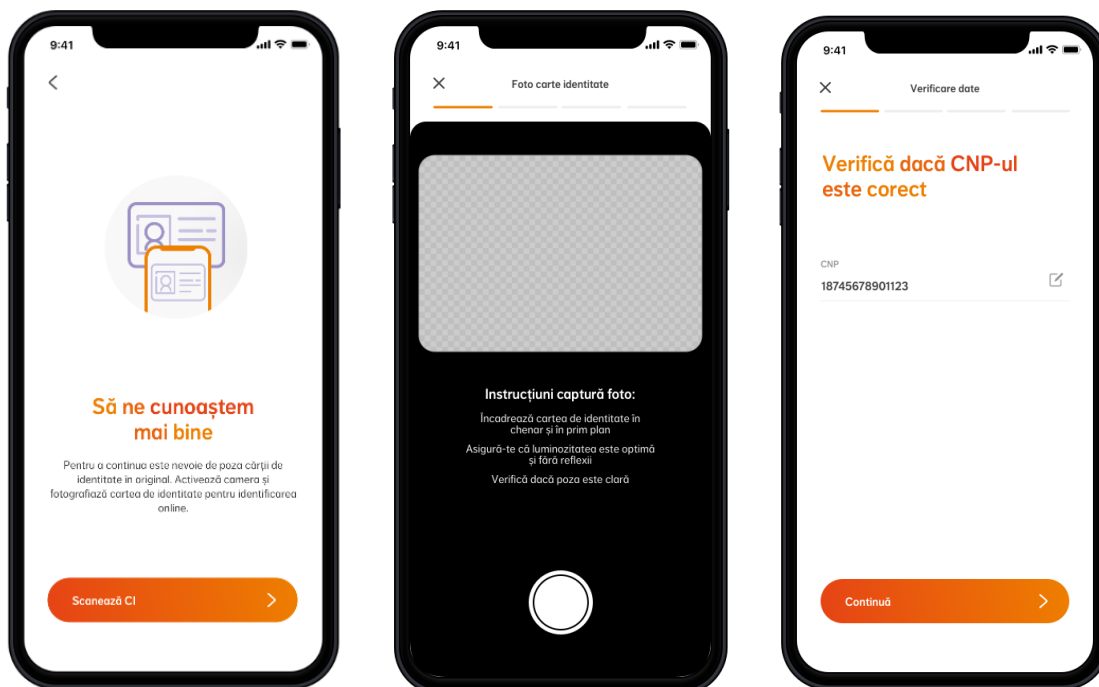 9:41
Să ne cunoaștem
mai bine
Pentru a continua este nevoie de poza cărții de
identitate în original. Activează camera și
fotografiază cartea de identitate pentru identificarea
online.
Scanează CI
9:41
Foto carte identitate
Instrucțiuni captură foto:
Încadrează cartea de identitate în
chenar și în prim plan
Asigură-te că luminozitatea este optimă
și fără reflexii
Verifică dacă poza este clară
9:41
Verificare date
Verifică dacă CNP-ul
este corect
CNP
18745678901123
Continuă